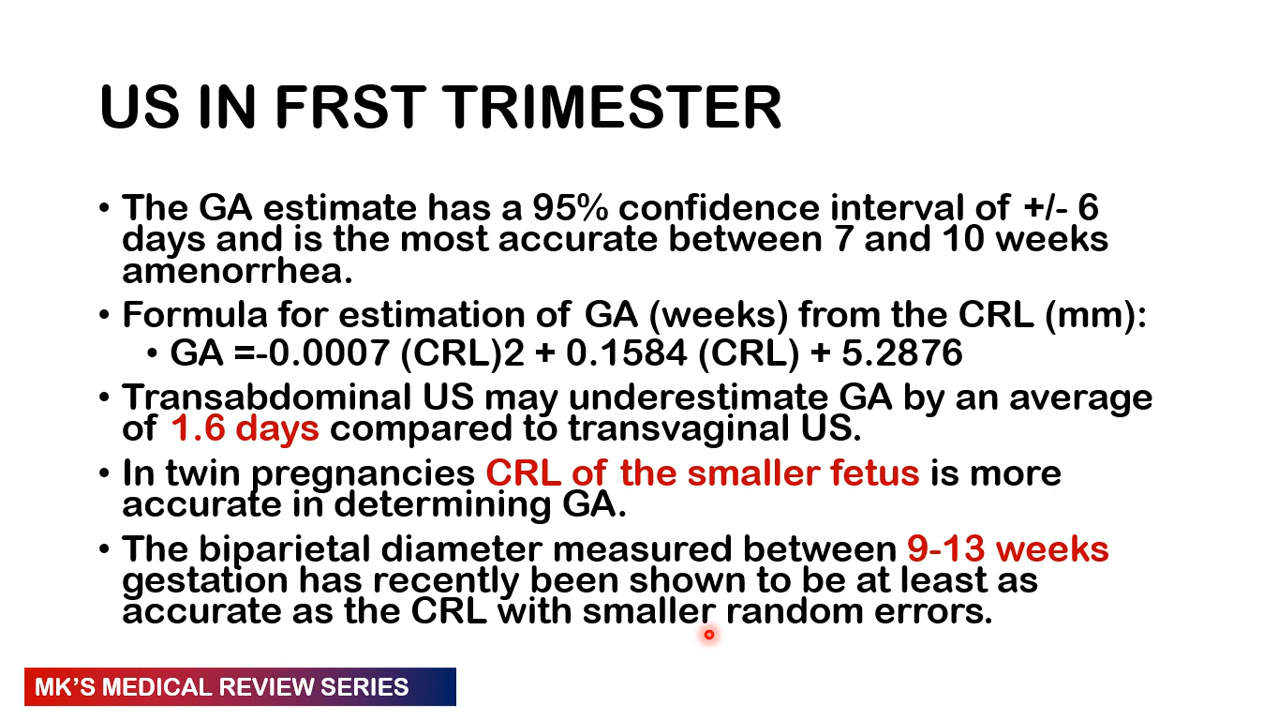 US IN FRST TRIMESTER
• The GA estimate has a 95% confidence interval of +/- 6
days and is the most accurate between 7 and 10 weeks
amenorrhea.
• Formula for estimation of GA (weeks) from the CRL (mm):
• GA =-0.0007 (CRL)2 + 0.1584 (CRL) + 5.2876
• Transabdominal US may underestimate GA by an average
of 1.6 days compared to transvaginal US.
• In twin pregnancies CRL of the smaller fetus is more
accurate in determining GA.
• The biparietal diameter measured between 9-13 weeks
gestation has recently been shown to be at least as
accurate as the CRL with smaller random errors.
MK'S MEDICAL REVIEW SERIES